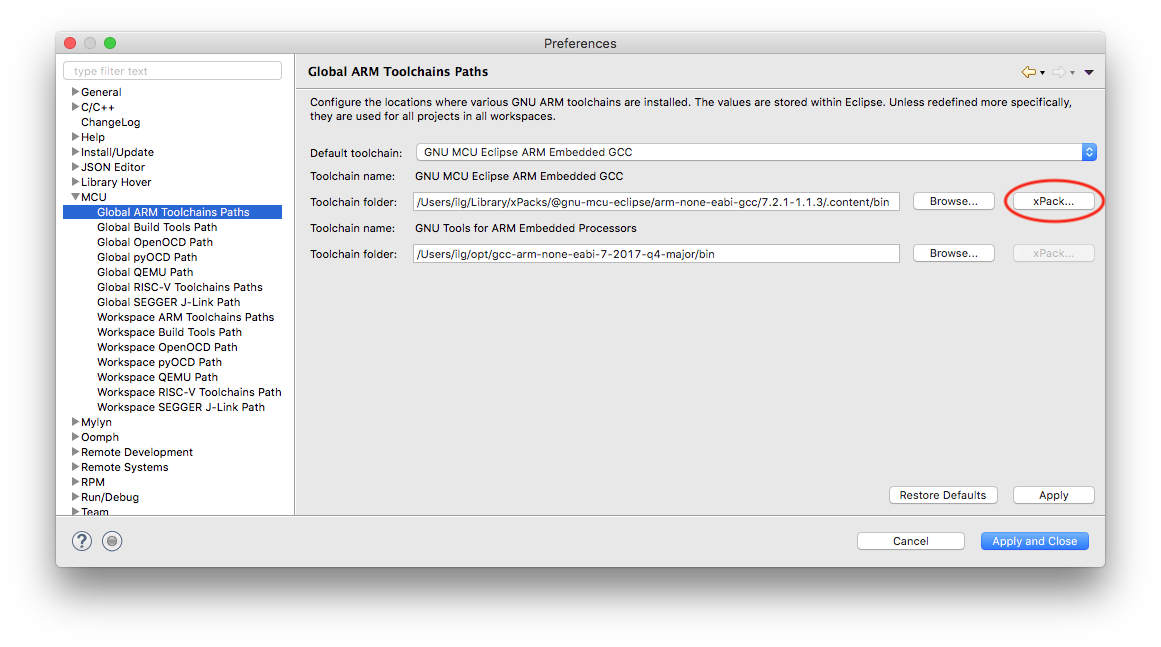 Preferences
type filter text
General
C/C++
ChangeLog
Help
Install/Update
JSON Editor
Library Hover
MCU
Global ARM Toolchains Paths
Global Build Tools Path
Global OpenOCD Path
Global pyOCD Path
Global QEMU Path
Global RISC-V Toolchains Paths
Global SEGGER J-Link Path
Workspace ARM Toolchains Paths
Workspace Build Tools Path
Workspace OpenOCD Path
Workspace pyOCD Path
Workspace QEMU Path
Workspace RISC-V Toolchains Path
Workspace SEGGER J-Link Path
Mylyn
Oomph
Remote Development
Remote Systems
RPM
Run/Debug
Team
Global ARM Toolchains Paths
Configure the locations where various GNU ARM toolchains are installed. The values are stored within Eclipse. Unless redefined more specifically,
they are used for all projects in all workspaces.
Default toolchain: GNU MCU Eclipse ARM Embedded GCC
Toolchain name: GNU MCU Eclipse ARM Embedded GCC
Toolchain folder: /Users/ilg/Library/xPacks/@gnu-mcu-eclipse/arm-none-eabi-gcc/7.2.1-1.1.3/.content/bin Browse... xPack...
Toolchain name: GNU Tools for ARM Embedded Processors
Toolchain folder: /Users/ilg/opt/gcc-arm-none-eabi-7-2017-q4-major/bin Browse... xPack...
Restore Defaults Apply
? Cancel Apply and Close